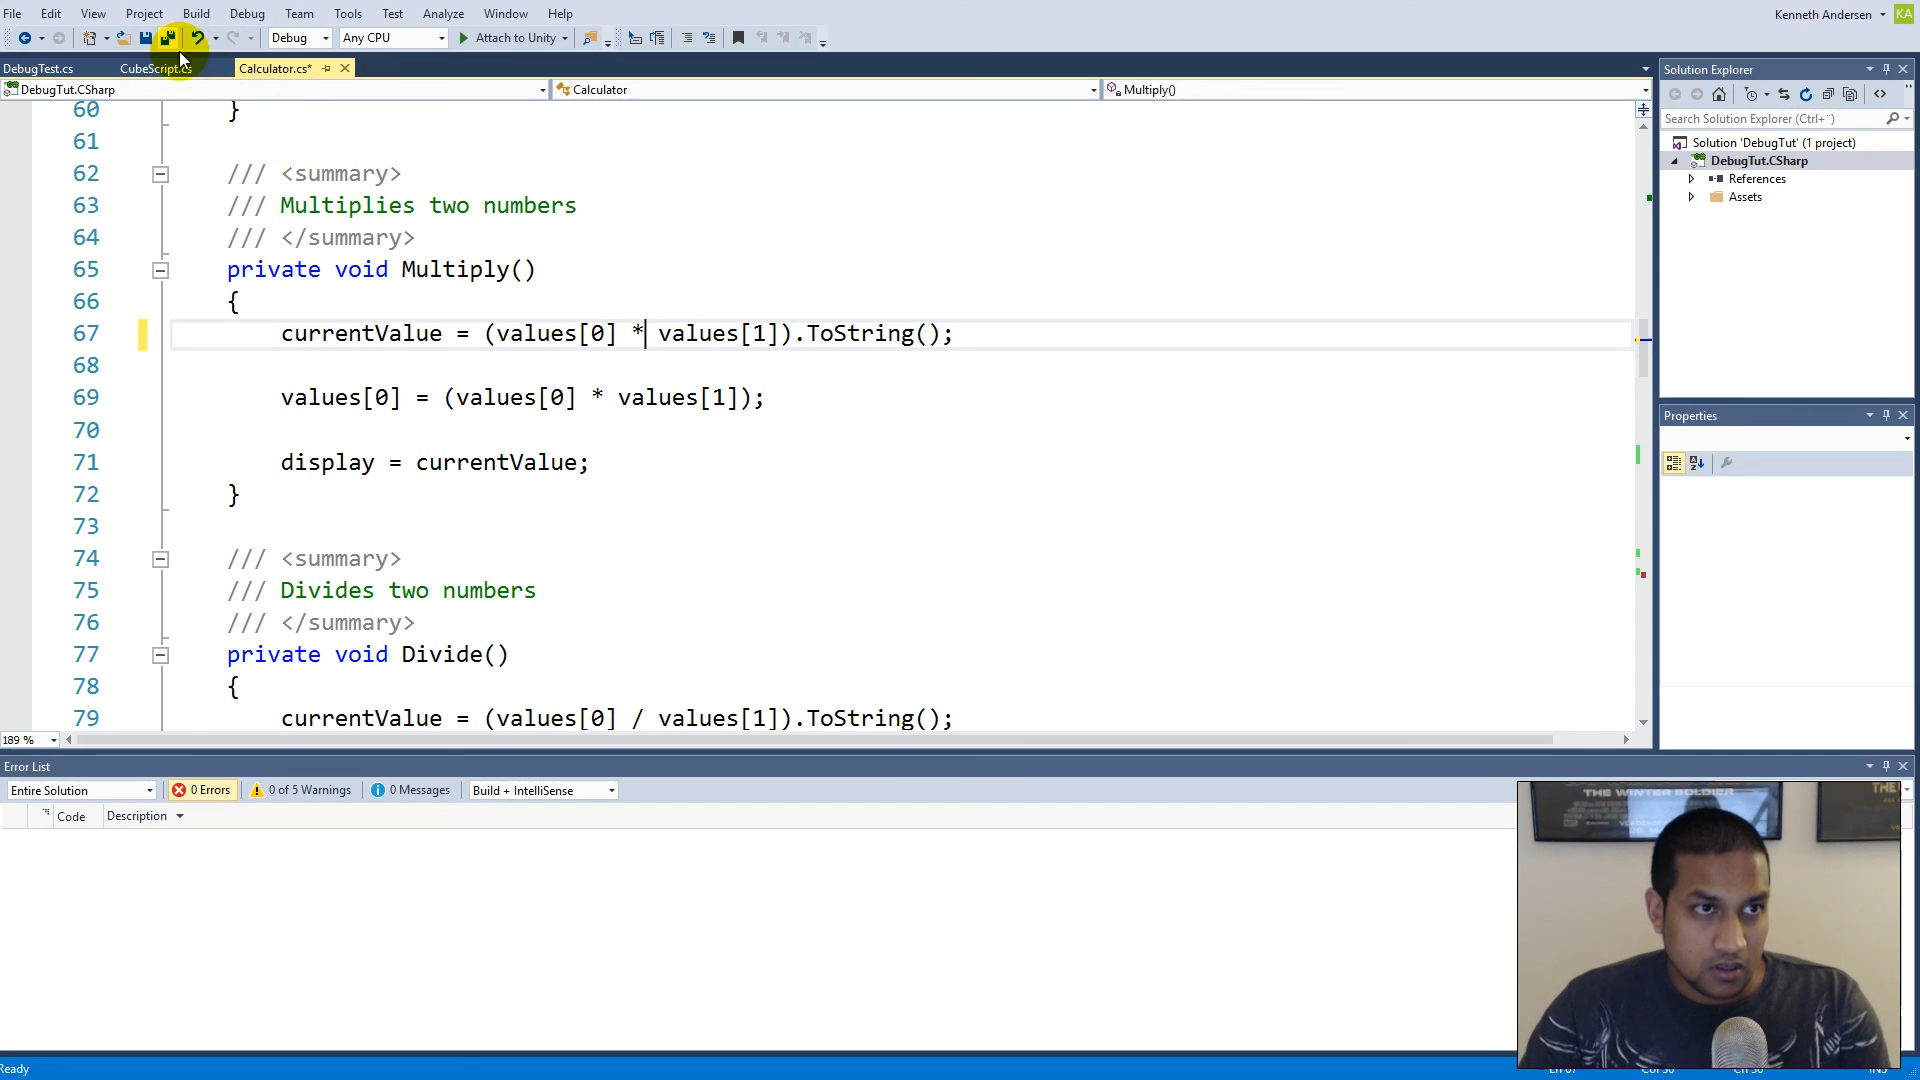 File Edit View Project Build Debug Team Tools Test Analyze Window Help
Kenneth Andersen KA
Debug Any CPU Attach to Unity
DebugTest.cs CubeScript.cs Calculator.cs*
DebugTut.CSharp Calculator Multiply()
60 }
61
62 /// <summary>
63 /// Multiplies two numbers
64 /// </summary>
65 private void Multiply()
66 {
67 currentValue = (values[0] * values[1]).ToString();
68
69 values[0] = (values[0] * values[1]);
70
71 display = currentValue;
72 }
73
74 /// <summary>
75 /// Divides two numbers
76 /// </summary>
77 private void Divide()
78 {
79 currentValue = (values[0] / values[1]).ToString();
189 %
Solution Explorer
Search Solution Explorer (Ctrl+¨)
Solution 'DebugTut' (1 project)
DebugTut.CSharp
References
Assets
Properties
Error List
Entire Solution 0 Errors 0 of 5 Warnings 0 Messages Build + IntelliSense
Code Description
THE WINTER SOLDIER
THE
Ready